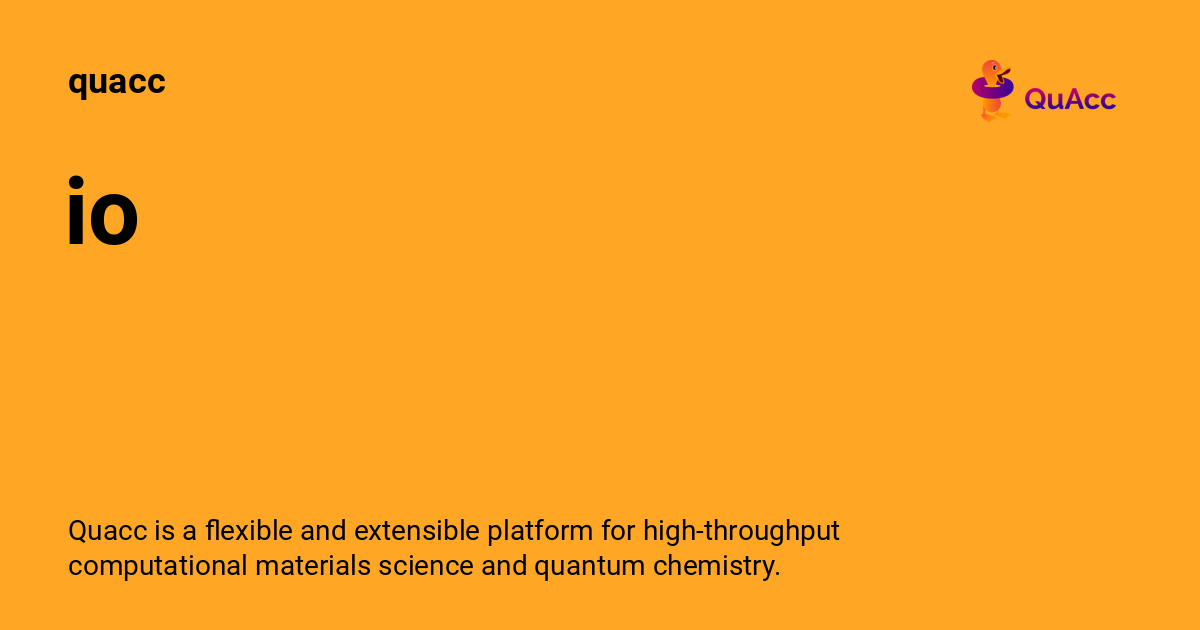 quacc
QuAcc
io
Quacc is a flexible and extensible platform for high-throughput
computational materials science and quantum chemistry.